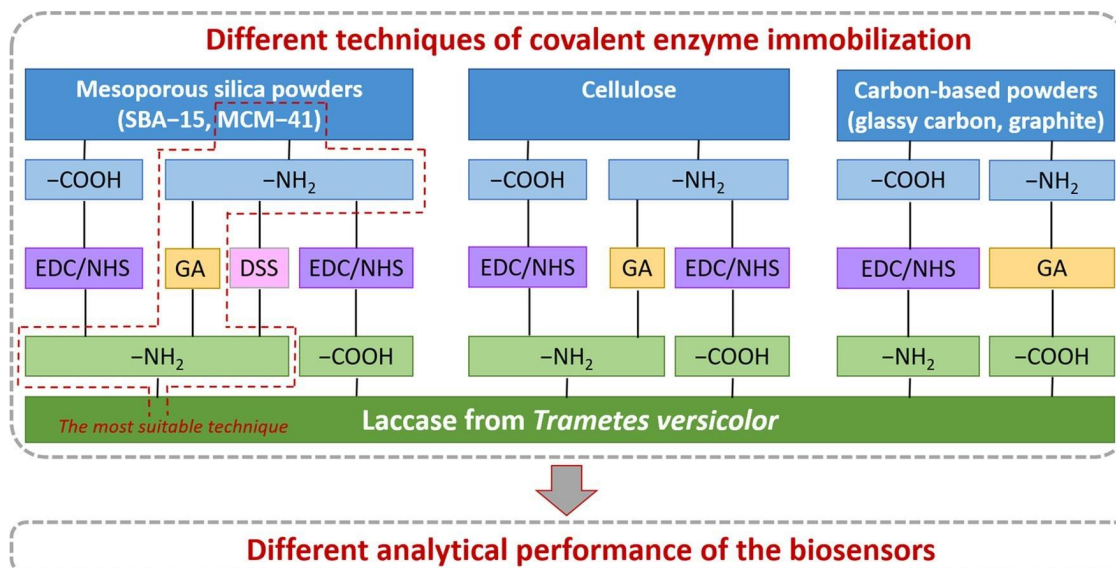 Different techniques of covalent enzyme immobilization
Mesoporous silica powders
(SBA−15, MCM−41)
Cellulose
Carbon-based powders
(glassy carbon, graphite)
−COOH
−NH₂
−COOH
−NH₂
−COOH
−NH₂
EDC/NHS
GA
DSS
EDC/NHS
EDC/NHS
GA
EDC/NHS
EDC/NHS
GA
−NH₂
−COOH
−NH₂
−COOH
−NH₂
−COOH
The most suitable technique
Laccase from Trametes versicolor
Different analytical performance of the biosensors